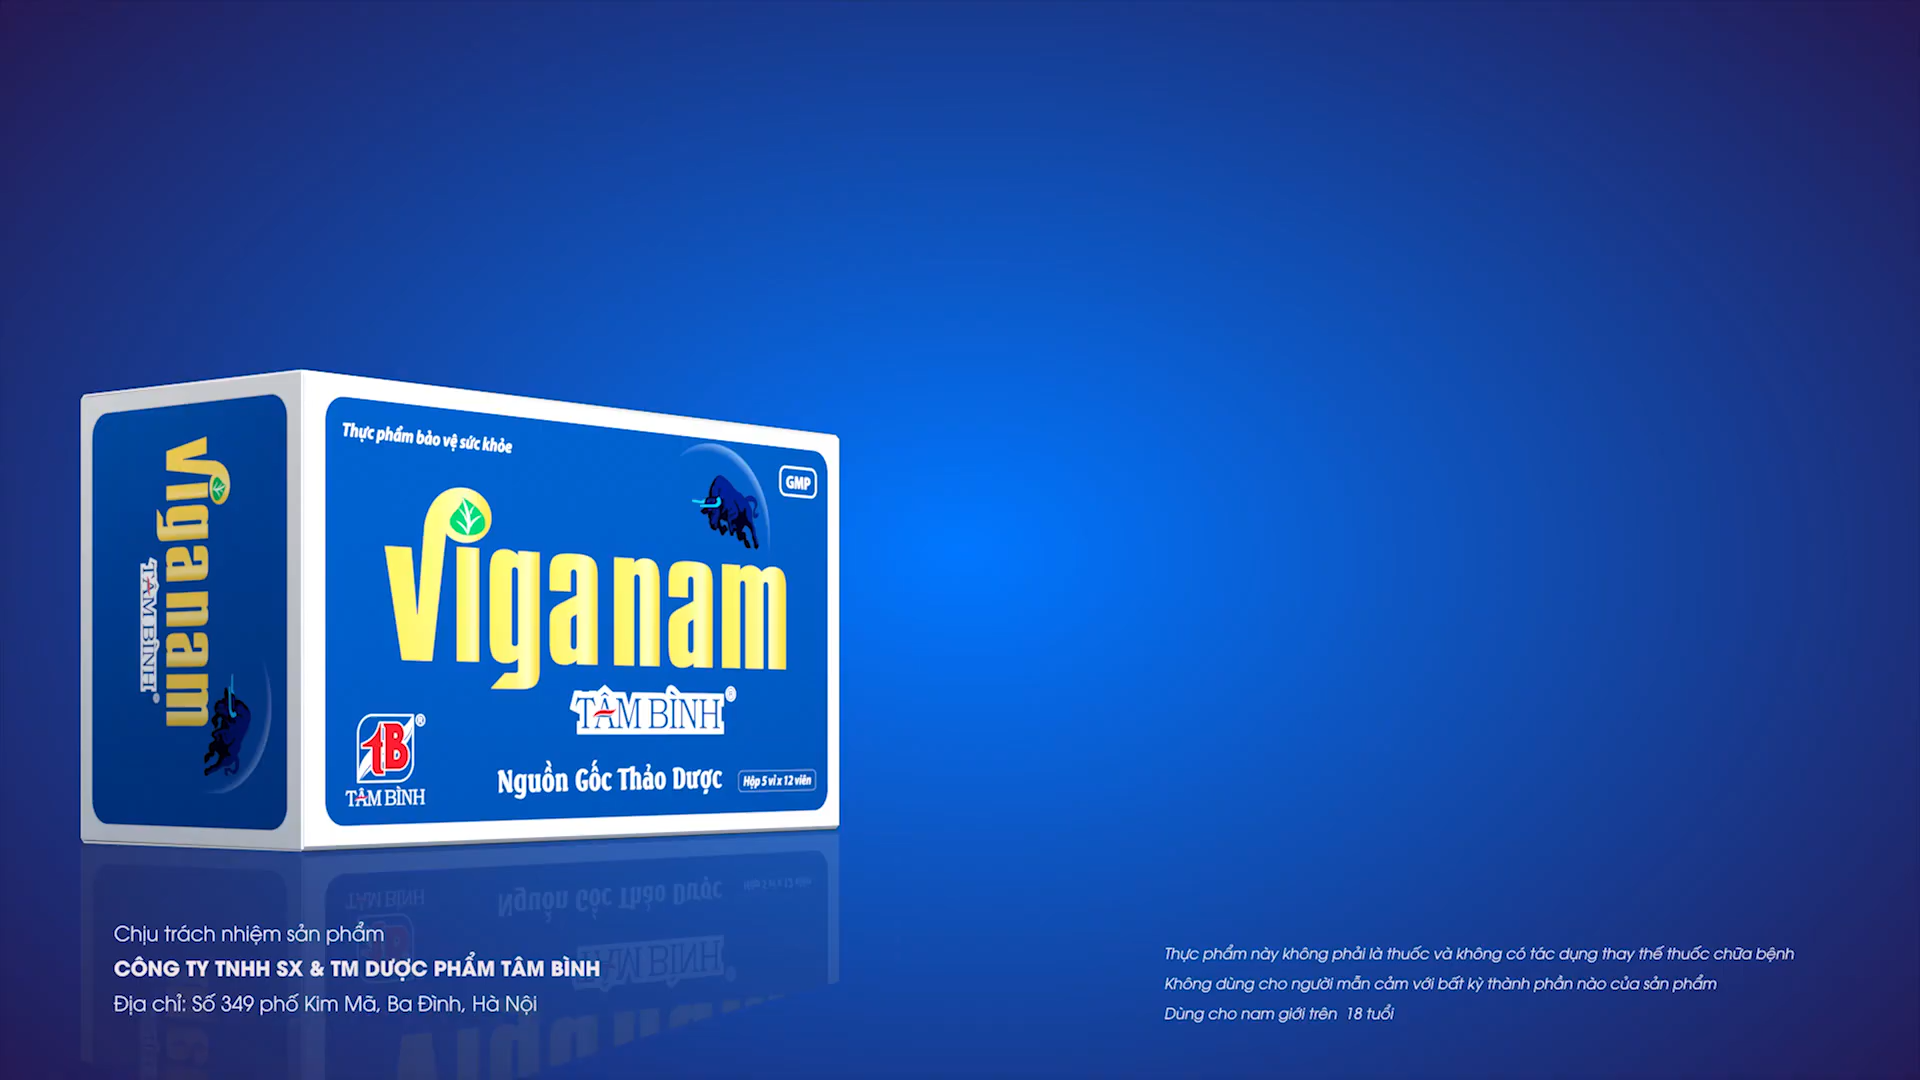 Thực phẩm bảo vệ sức khỏe
GMP
Viganam
TÂM BÌNH®
tB®
TÂM BÌNH
Nguồn Gốc Thảo Dược
Hộp 5 vỉ x 12 viên
Viganam
TÂM BÌNH®
Chịu trách nhiệm sản phẩm
CÔNG TY TNHH SX & TM DƯỢC PHẨM TÂM BÌNH
Địa chỉ: Số 349 phố Kim Mã, Ba Đình, Hà Nội
Thực phẩm này không phải là thuốc và không có tác dụng thay thế thuốc chữa bệnh
Không dùng cho người mẫn cảm với bất kỳ thành phần nào của sản phẩm
Dùng cho nam giới trên 18 tuổi